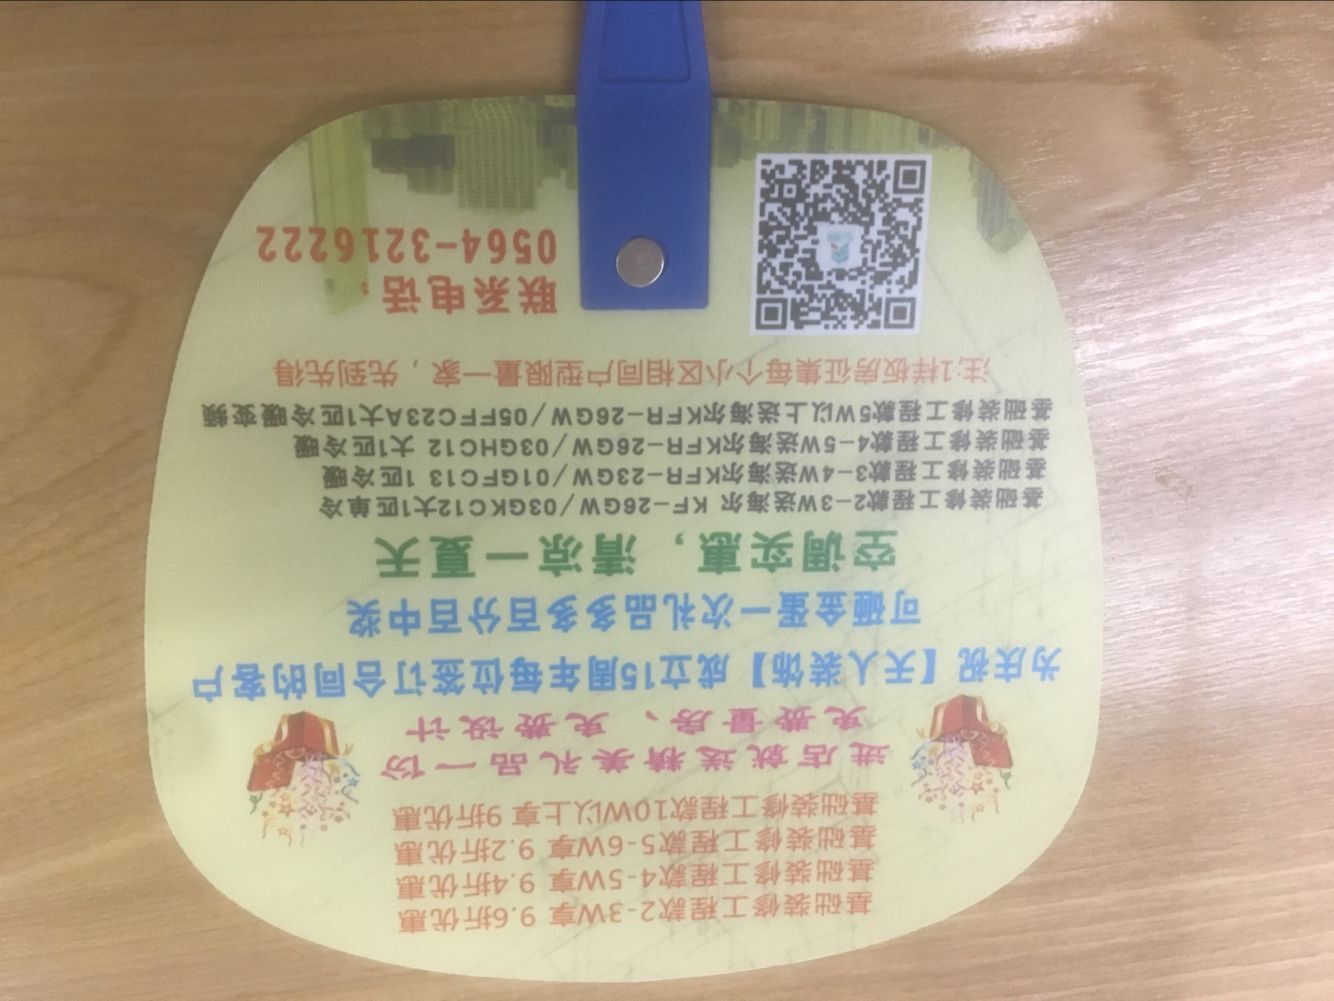 基础装修工程款2-3W享 9.6折优惠
基础装修工程款4-5W享 9.4折优惠
基础装修工程款5-6W享 9.2折优惠
基础装修工程款10W以上享 9折优惠
进店就送精美礼品一份
免费量房、免费设计
为庆祝【天人装饰】成立15周年每位签订合同的客户
可砸金蛋一次礼品多多百分百中奖
空调实惠，清凉一夏天
基础装修工程款2-3W送海尔 KF-26GW/03GKC12大1匹单冷
基础装修工程款3-4W送海尔KFR-23GW/01GFC13 1匹冷暖
基础装修工程款4-5W送海尔KFR-26GW/03GHC12 大 1匹冷暖
基础装修工程款5W以上送海尔KFR-26GW/05FFC23A大1匹冷暖变频
注:1样板房征集每个小区相同户型限量一家，先到先得
联系电话：
0564-3216222